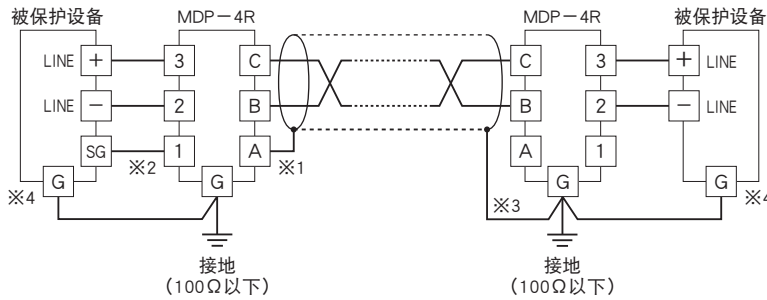 被保护设备 MDP－4R MDP－4R 被保护设备
LINE + 3 C C 3 + LINE
LINE − 2 B B 2 − LINE
SG 1 A A 1
※2 ※1
G G G G
※4 ※3 ※4
接地 接地
(100Ω以下) (100Ω以下)